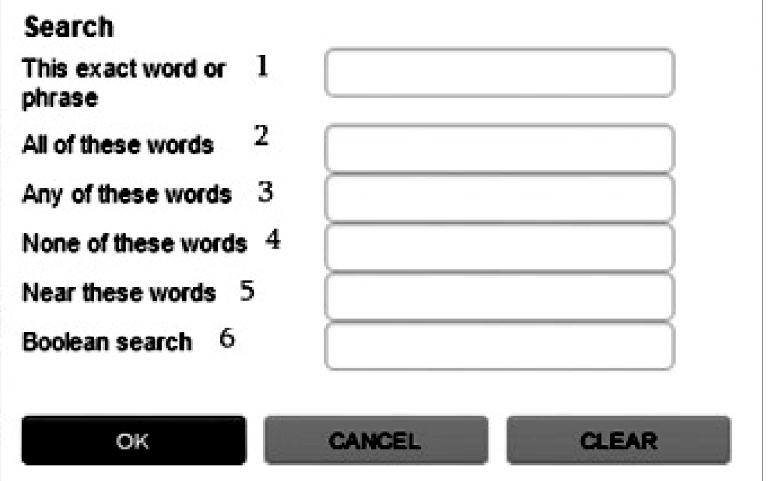 Search
This exact word or 1
phrase
All of these words 2
Any of these words 3
None of these words 4
Near these words 5
Boolean search 6
OK CANCEL CLEAR